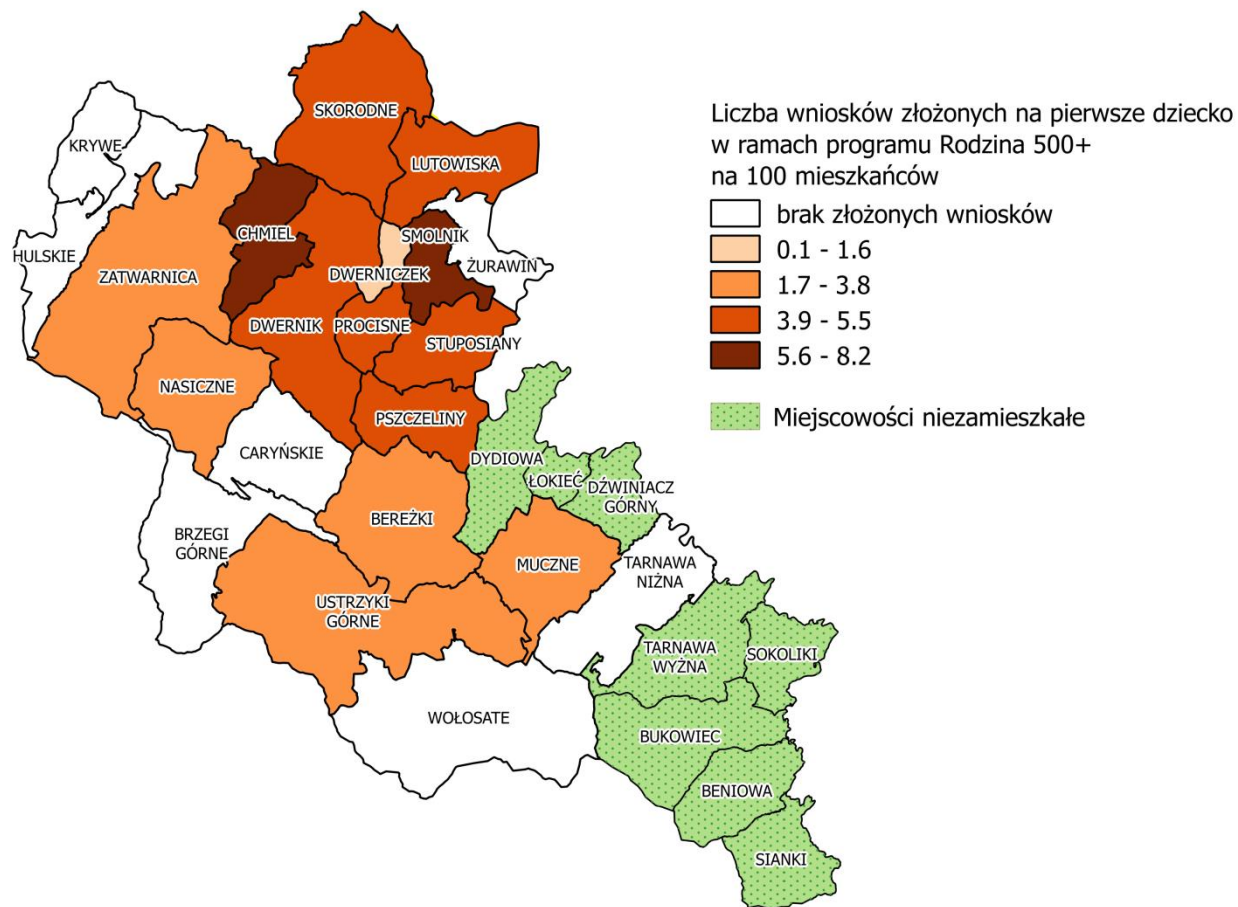 Liczba wniosków złożonych na pierwsze dziecko
w ramach programu Rodzina 500+
na 100 mieszkańców
brak złożonych wniosków
0.1 - 1.6
1.7 - 3.8
3.9 - 5.5
5.6 - 8.2
Miejscowości niezamieszkałe
SKORODNE
KRYWE
LUTOWISKA
CHMIEL
SMOLNIK
HULSKIE
ZATWARNICA
DWERNICZEK
ŻURAWIŃ
DWERNIK
PROCISNE
STUPOSIANY
NASICZNE
PSZCZELINY
CARYŃSKIE
DYDIOWA
ŁOKIEĆ
DŹWINIACZ
GÓRNY
BEREŻKI
BRZEGI
GÓRNE
MUCZNE
TARNAWA
NIŻNA
USTRZYKI
GÓRNE
TARNAWA
WYŻNA
SOKOLIKI
WOŁOSATE
BUKOWIEC
BENIOWA
SIANKI